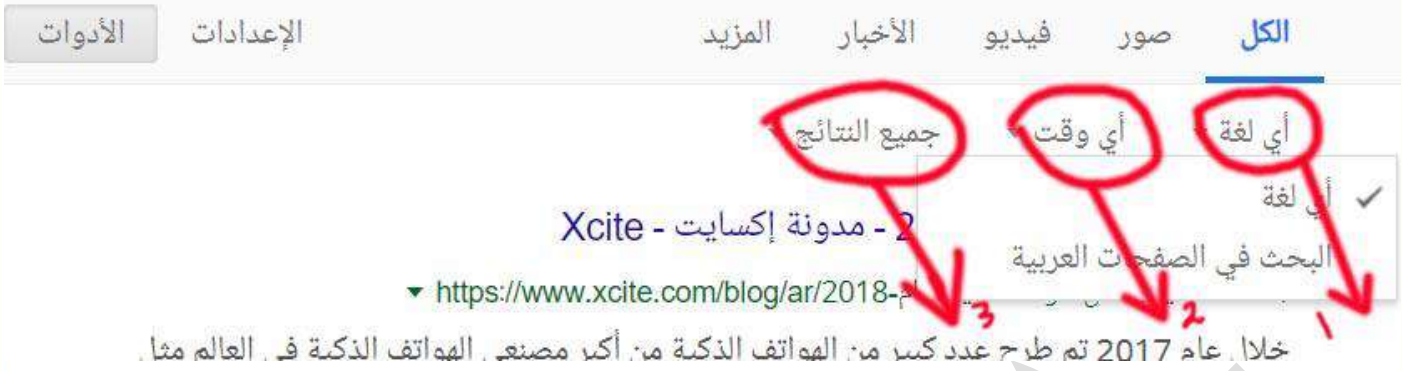 الكل صور فيديو الأخبار المزيد الإعدادات الأدوات
أي لغة أي وقت جميع النتائج
أي لغة
البحث في الصفحات العربية
2 - مدونة إكسايت - Xcite
https://www.xcite.com/blog/ar/2018-
3 2 1
خلال عام 2017 تم طرح عدد كبير من الهواتف الذكية من أكبر مصنعي الهواتف الذكية في العالم مثل